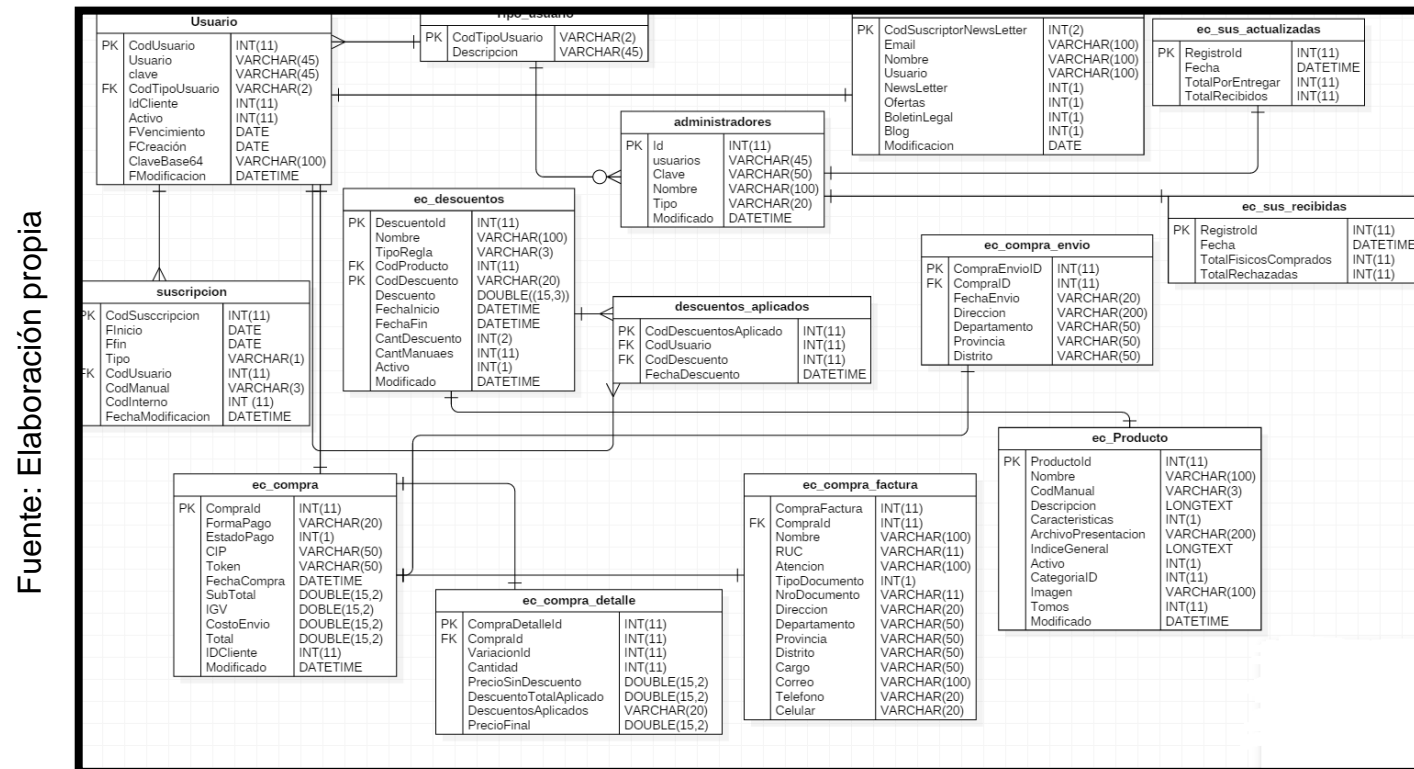 Fuente: Elaboración propia
Usuario
PK CodUsuario INT(11)
Usuario VARCHAR(45)
clave VARCHAR(45)
FK CodTipoUsuario VARCHAR(2)
IdCliente INT(11)
Activo INT(11)
FVencimiento DATE
FCreación DATE
ClaveBase64 VARCHAR(100)
FModificacion DATETIME
Tipo_usuario
PK CodTipoUsuario VARCHAR(2)
Descripcion VARCHAR(45)
PK CodSuscriptorNewsLetter INT(2)
Email VARCHAR(100)
Nombre VARCHAR(100)
Usuario VARCHAR(100)
NewsLetter INT(1)
Ofertas INT(1)
BoletinLegal INT(1)
Blog INT(1)
Modificacion DATE
ec_sus_actualizadas
PK RegistroId INT(11)
Fecha DATETIME
TotalPorEntregar INT(11)
TotalRecibidos INT(11)
administradores
PK Id INT(11)
usuarios VARCHAR(45)
Clave VARCHAR(50)
Nombre VARCHAR(100)
Tipo VARCHAR(20)
Modificado DATETIME
ec_sus_recibidas
PK RegistroId INT(11)
Fecha DATETIME
TotalFisicosComprados INT(11)
TotalRechazadas INT(11)
ec_descuentos
PK DescuentoId INT(11)
Nombre VARCHAR(100)
TipoRegla VARCHAR(3)
FK CodProducto INT(11)
PK CodDescuento VARCHAR(20)
Descuento DOUBLE((15,3))
FechaInicio DATETIME
FechaFin DATETIME
CantDescuento INT(2)
CantManuaes INT(11)
Activo INT(1)
Modificado DATETIME
ec_compra_envio
PK CompraEnvioID INT(11)
FK CompraID INT(11)
FechaEnvio VARCHAR(20)
Direccion VARCHAR(200)
Departamento VARCHAR(50)
Provincia VARCHAR(50)
Distrito VARCHAR(50)
suscripcion
PK CodSusccripcion INT(11)
FInicio DATE
Ffin DATE
Tipo VARCHAR(1)
FK CodUsuario INT(11)
CodManual VARCHAR(3)
CodInterno INT (11)
FechaModificacion DATETIME
descuentos_aplicados
PK CodDescuentosAplicado INT(11)
FK CodUsuario INT(11)
FK CodDescuento INT(11)
FechaDescuento DATETIME
ec_Producto
PK ProductoId INT(11)
Nombre VARCHAR(100)
CodManual VARCHAR(3)
Descripcion LONGTEXT
Caracteristicas INT(1)
ArchivoPresentacion VARCHAR(200)
IndiceGeneral LONGTEXT
Activo INT(1)
CategoriaID INT(11)
Imagen VARCHAR(100)
Tomos INT(11)
Modificado DATETIME
ec_compra
PK CompraId INT(11)
FormaPago VARCHAR(20)
EstadoPago INT(1)
CIP VARCHAR(50)
Token VARCHAR(50)
FechaCompra DATETIME
SubTotal DOUBLE(15,2)
IGV DOBLE(15,2)
CostoEnvio DOUBLE(15,2)
Total DOUBLE(15,2)
IDCliente INT(11)
Modificado DATETIME
ec_compra_factura
CompraFactura INT(11)
FK CompraId INT(11)
Nombre VARCHAR(100)
RUC VARCHAR(11)
Atencion VARCHAR(100)
TipoDocumento INT(1)
NroDocumento VARCHAR(11)
Direccion VARCHAR(20)
Departamento VARCHAR(50)
Provincia VARCHAR(50)
Distrito VARCHAR(50)
Cargo VARCHAR(50)
Correo VARCHAR(100)
Telefono VARCHAR(20)
Celular VARCHAR(20)
ec_compra_detalle
PK CompraDetalleId INT(11)
FK CompraId INT(11)
VariacionId INT(11)
Cantidad INT(11)
PrecioSinDescuento DOUBLE(15,2)
DescuentoTotalAplicado DOUBLE(15,2)
DescuentosAplicados VARCHAR(20)
PrecioFinal DOUBLE(15,2)